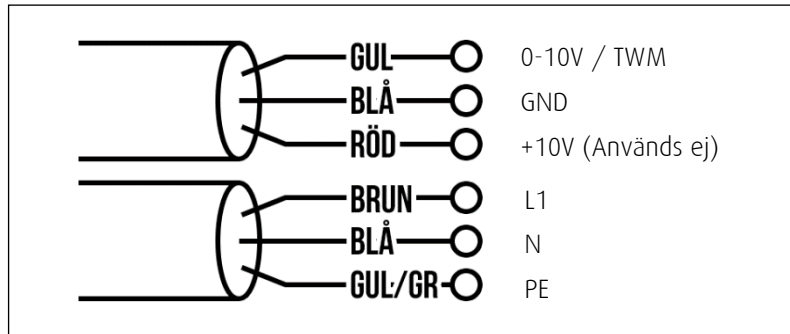 GUL 0-10V / TWM
BLÅ GND
RÖD +10V (Används ej)
BRUN L1
BLÅ N
GUL/GR PE